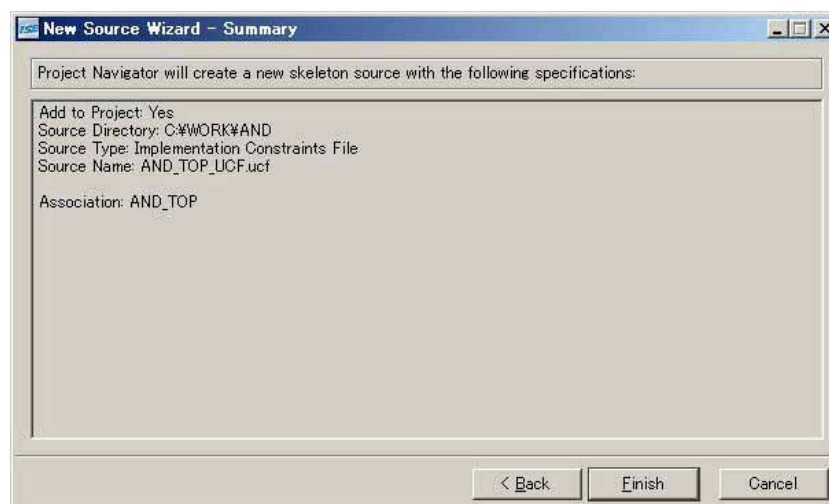 ISE New Source Wizard - Summary
Project Navigator will create a new skeleton source with the following specifications:
Add to Project: Yes
Source Directory: C:¥WORK¥AND
Source Type: Implementation Constraints File
Source Name: AND_TOP_UCF.ucf
Association: AND_TOP
< Back Finish Cancel